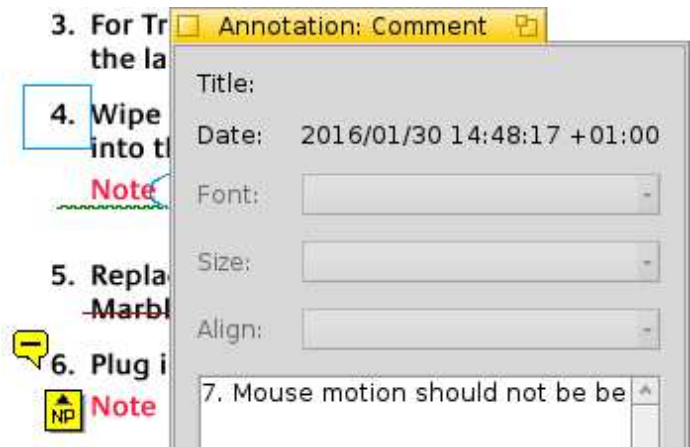 3. For Tr
the la
4. Wipe
into t
Note
5. Repla
Marbl
6. Plug i
NP Note
Annotation: Comment
Title:
Date: 2016/01/30 14:48:17 +01:00
Font:
Size:
Align:
7. Mouse motion should not be be